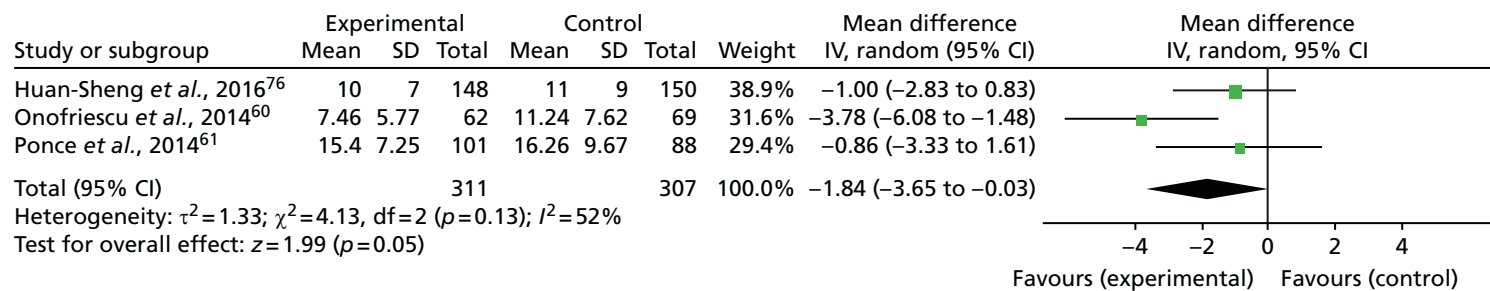 Experimental Control Mean difference Mean difference
Study or subgroup Mean SD Total Mean SD Total Weight IV, random (95% CI) IV, random, 95% CI
Huan-Sheng et al., 2016⁷⁶ 10 7 148 11 9 150 38.9% −1.00 (−2.83 to 0.83)
Onofriescu et al., 2014⁶⁰ 7.46 5.77 62 11.24 7.62 69 31.6% −3.78 (−6.08 to −1.48)
Ponce et al., 2014⁶¹ 15.4 7.25 101 16.26 9.67 88 29.4% −0.86 (−3.33 to 1.61)
Total (95% CI) 311 307 100.0% −1.84 (−3.65 to −0.03)
Heterogeneity: τ²=1.33; χ²=4.13, df=2 (p=0.13); I²=52%
Test for overall effect: z=1.99 (p=0.05)
−4 −2 0 2 4
Favours (experimental) Favours (control)